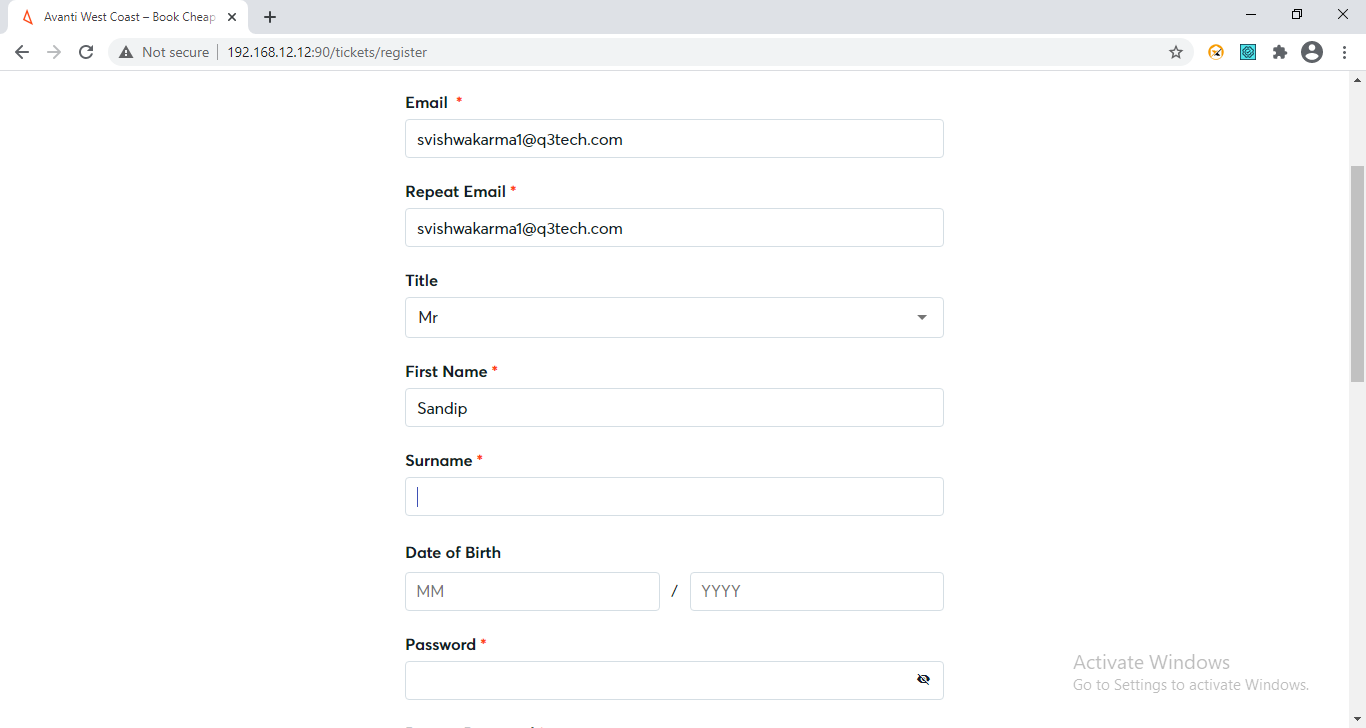 Avanti West Coast – Book Cheap
Not secure
192.168.12.12:90/tickets/register
Email *
svishwakarma1@q3tech.com
Repeat Email *
svishwakarma1@q3tech.com
Title
Mr
First Name *
Sandip
Surname *
Date of Birth
MM / YYYY
Password *
Activate Windows
Go to Settings to activate Windows.